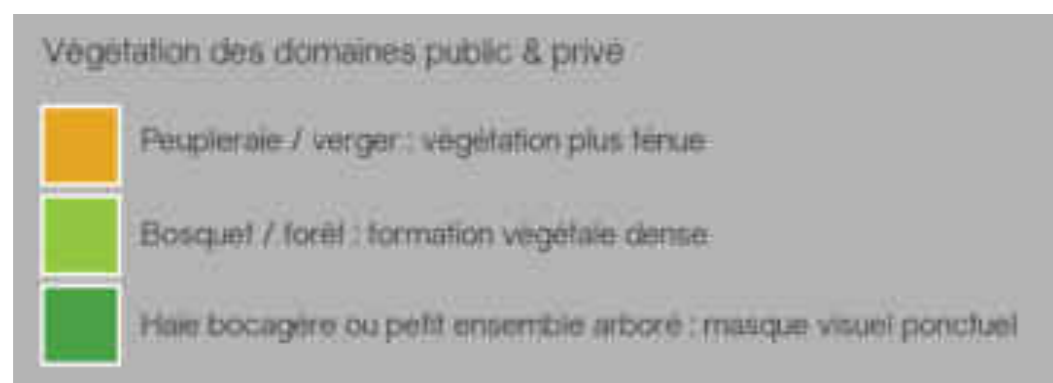 Végétation des domaines public & privé
Peupleraie / verger : végétation plus ténue
Bosquet / forêt : formation végétale dense
Haie bocagère ou petit ensemble arboré : masque visuel ponctuel